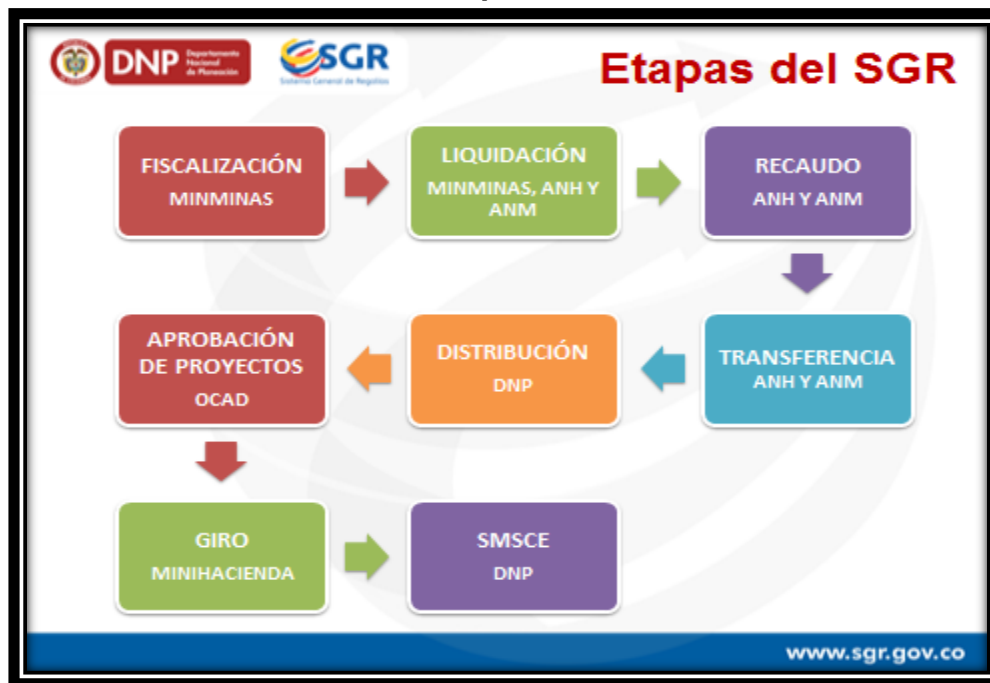 DNP
Departamento
Nacional
de Planeación
SGR
Sistema General de Regalías
Etapas del SGR
FISCALIZACIÓN
MINMINAS
LIQUIDACIÓN
MINMINAS, ANH Y
ANM
RECAUDO
ANH Y ANM
TRANSFERENCIA
ANH Y ANM
DISTRIBUCIÓN
DNP
APROBACIÓN
DE PROYECTOS
OCAD
GIRO
MINIHACIENDA
SMSCE
DNP
www.sgr.gov.co